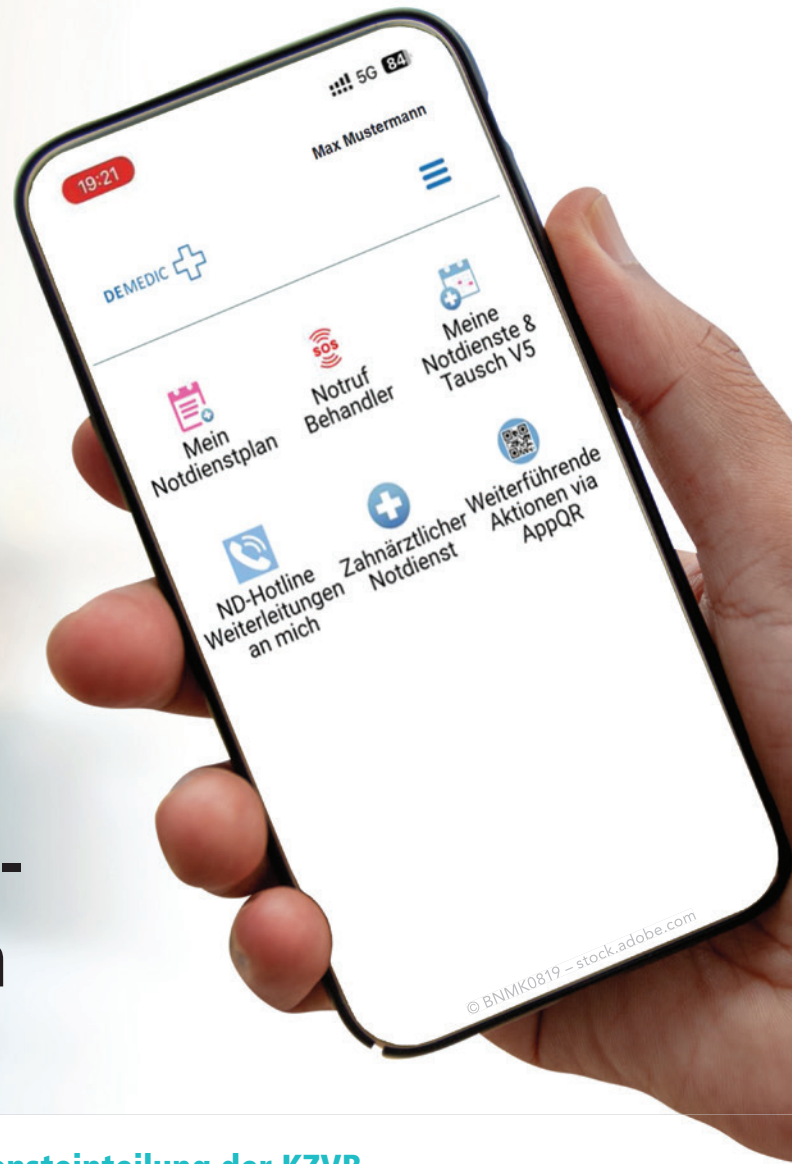 5G 84
19:21
Max Mustermann
DEMEDIC
Mein
Notdienstplan
Notruf
Behandler
Meine
Notdienste &
Tausch V5
ND-Hotline
Weiterleitungen
an mich
Zahnärztlicher
Notdienst
Weiterführende
Aktionen via
AppQR
SOS
© BNMK0819 – stock.adobe.com